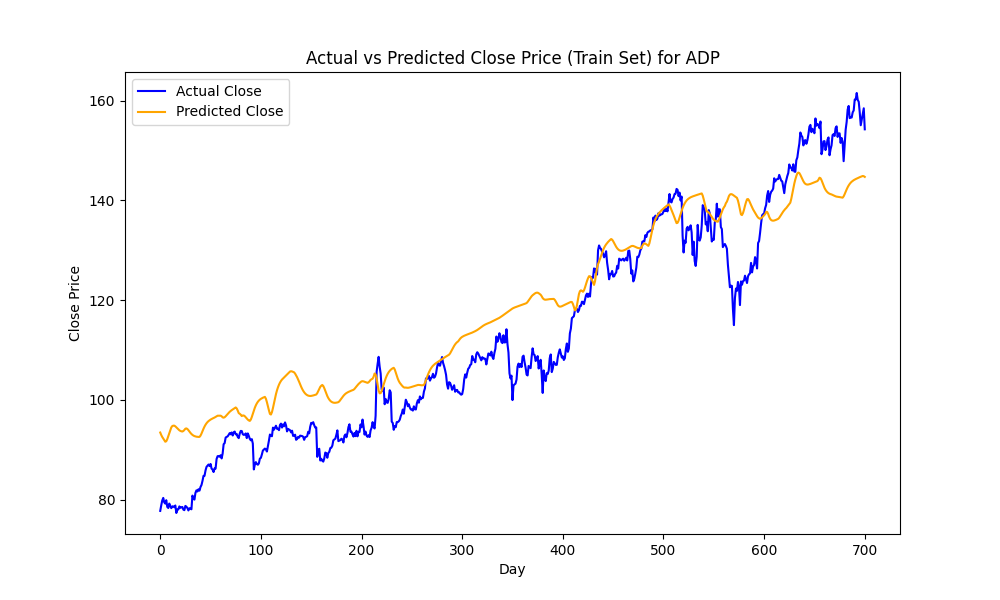 Actual vs Predicted Close Price (Train Set) for ADP
Actual Close
Predicted Close
Close Price
160
140
120
100
80
0 100 200 300 400 500 600 700
Day